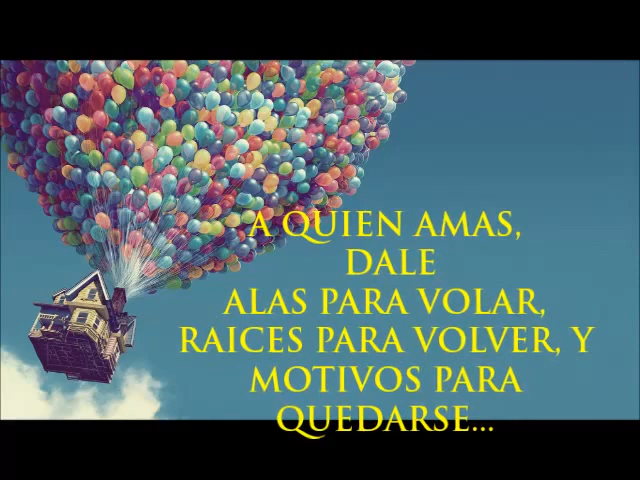 A QUIEN AMAS,
DALE
ALAS PARA VOLAR,
RAICES PARA VOLVER, Y
MOTIVOS PARA
QUEDARSE...